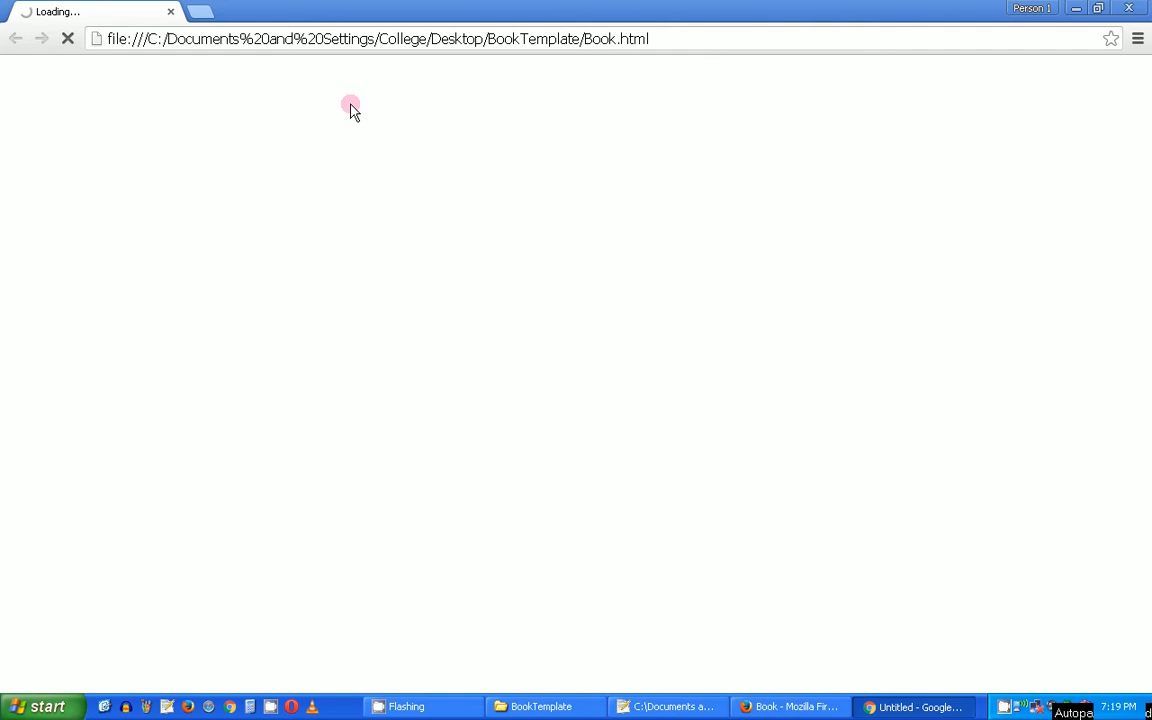 Loading...
Person 1
file:///C:/Documents%20and%20Settings/College/Desktop/BookTemplate/Book.html
start
Flashing
BookTemplate
C:\Documents a...
Book - Mozilla Fir...
Untitled - Google...
7:19 PM
Autopa
d